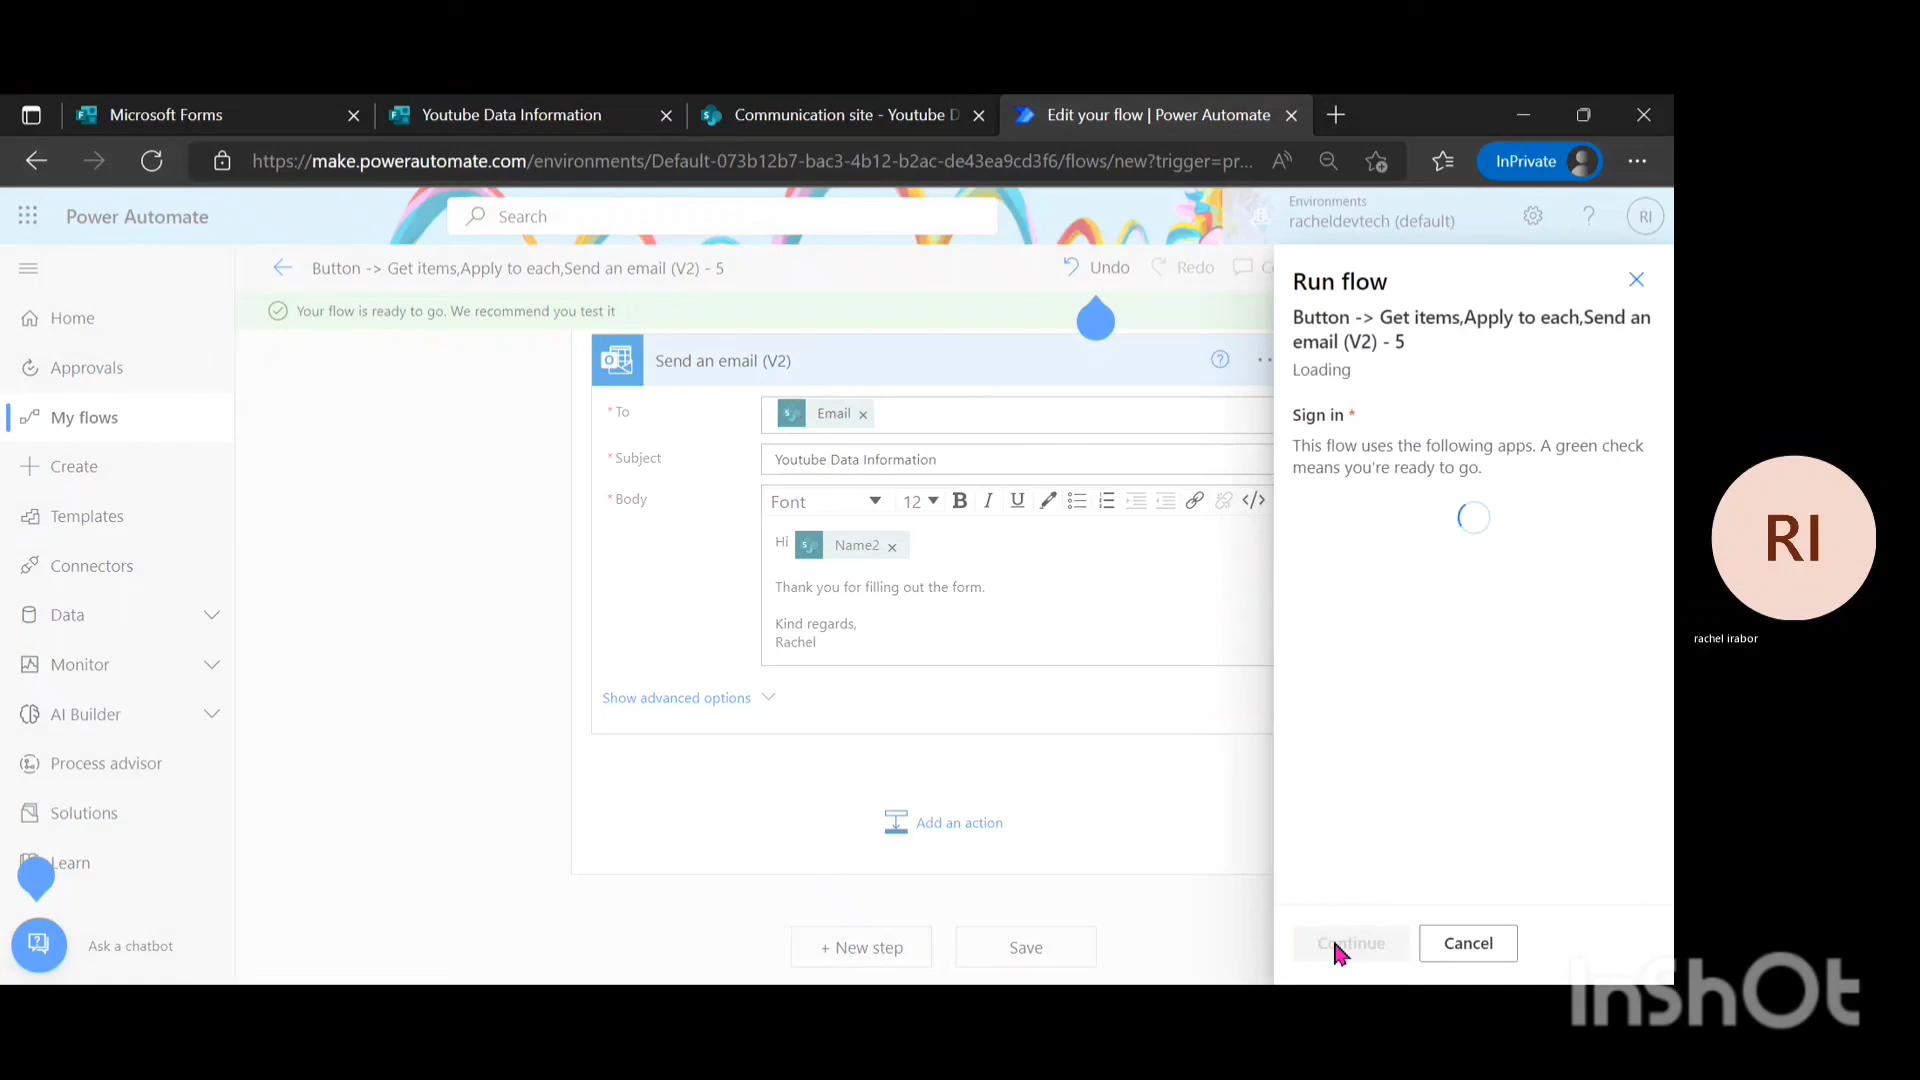 Microsoft Forms
Youtube Data Information
Communication site - Youtube D
Edit your flow | Power Automate
https://make.powerautomate.com/environments/Default-073b12b7-bac3-4b12-b2ac-de43ea9cd3f6/flows/new?trigger=pr...
InPrivate
Power Automate
Search
Environments
racheldevtech (default)
RI
Button -> Get items,Apply to each,Send an email (V2) - 5
Undo
Redo
Your flow is ready to go. We recommend you test it
Home
Approvals
My flows
Create
Templates
Connectors
Data
Monitor
AI Builder
Process advisor
Solutions
Learn
Ask a chatbot
Send an email (V2)
* To
Email
* Subject
Youtube Data Information
* Body
Font
12
Hi
Name2
Thank you for filling out the form.
Kind regards,
Rachel
Show advanced options
Add an action
+ New step
Save
Run flow
Button -> Get items,Apply to each,Send an
email (V2) - 5
Loading
Sign in *
This flow uses the following apps. A green check
means you're ready to go.
Continue
Cancel
RI
rachel irabor
InShOt